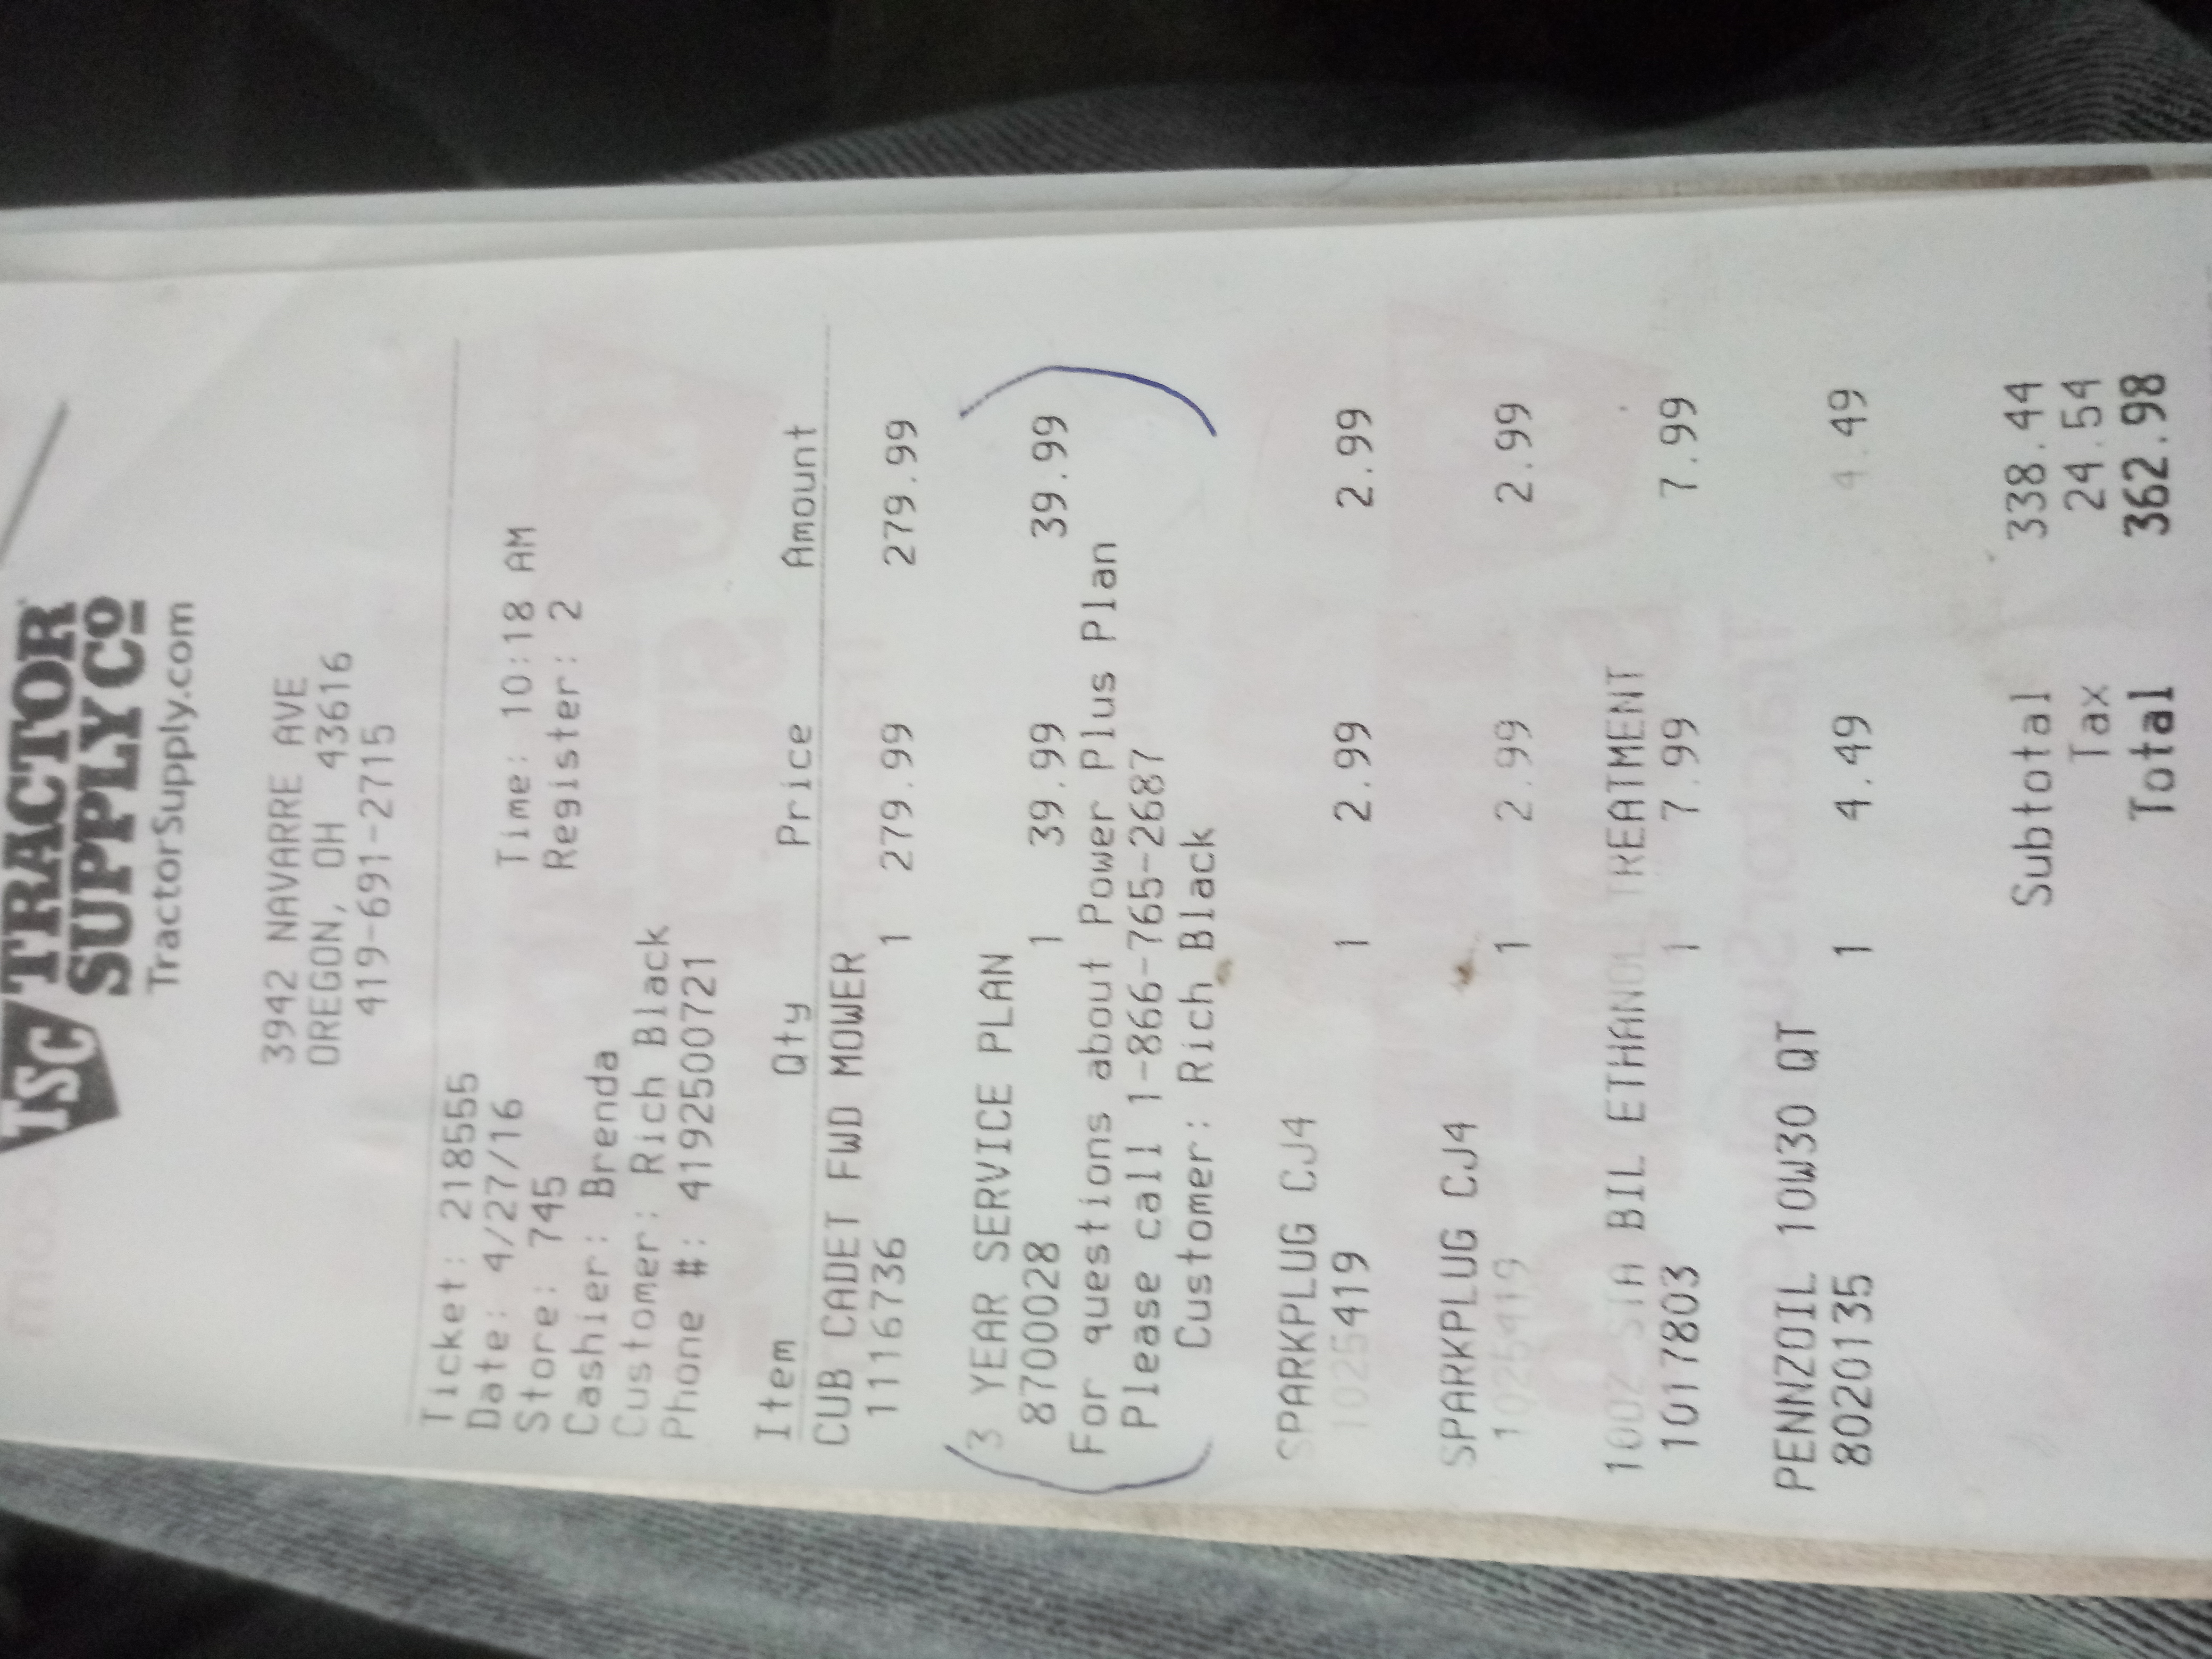 TSC TRACTOR
SUPPLY CO
TractorSupply.com
3942 NAVARRE AVE
OREGON, OH 43616
419-691-2715
Ticket: 218555
Date: 4/27/16 Time: 10:18 AM
Store: 745 Register: 2
Cashier: Brenda
Customer: Rich Black
Phone #: 4192500721
Item Qty Price Amount
CUB CADET FWD MOWER
1116736 1 279.99 279.99
3 YEAR SERVICE PLAN
8700028 1 39.99 39.99
For questions about Power Plus Plan
Please call 1-866-765-2687
Customer: Rich Black
SPARKPLUG CJ4
1025419 1 2.99 2.99
SPARKPLUG CJ4
1025419 1 2.99 2.99
100Z STA BIL ETHANOL TREATMENT
1017803 1 7.99 7.99
PENNZOIL 10W30 QT
8020135 1 4.49 4.49
Subtotal 338.44
Tax 24.54
Total 362.98